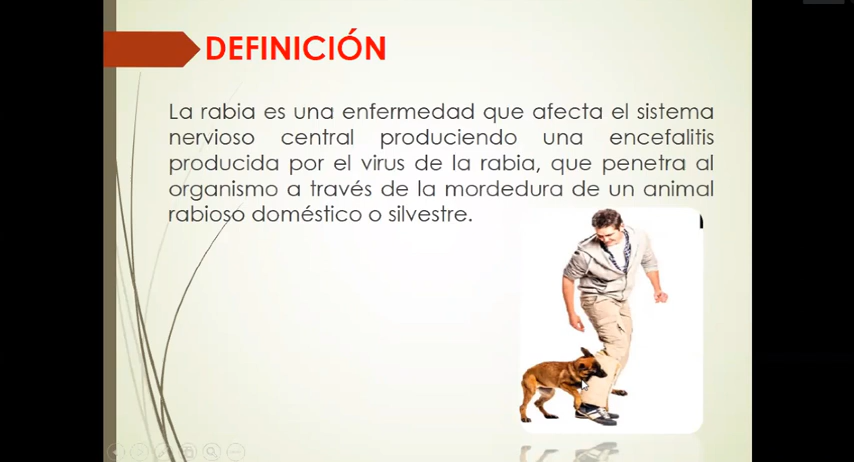 DEFINICIÓN
La rabia es una enfermedad que afecta el sistema
nervioso central produciendo una encefalitis
producida por el virus de la rabia, que penetra al
organismo a través de la mordedura de un animal
rabioso doméstico o silvestre.